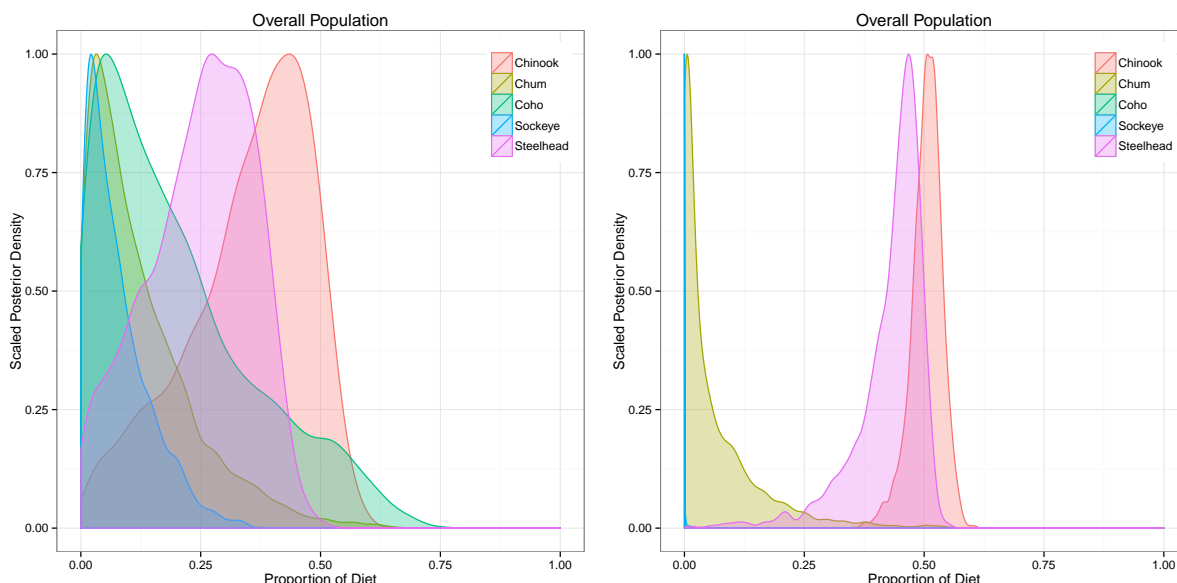 Overall Population
Scaled Posterior Density
1.00
0.75
0.50
0.25
0.00
Chinook
Chum
Coho
Sockeye
Steelhead
0.00 0.25 0.50 0.75 1.00
Proportion of Diet
Overall Population
Scaled Posterior Density
1.00
0.75
0.50
0.25
0.00
Chinook
Chum
Coho
Sockeye
Steelhead
0.00 0.25 0.50 0.75 1.00
Proportion of Diet